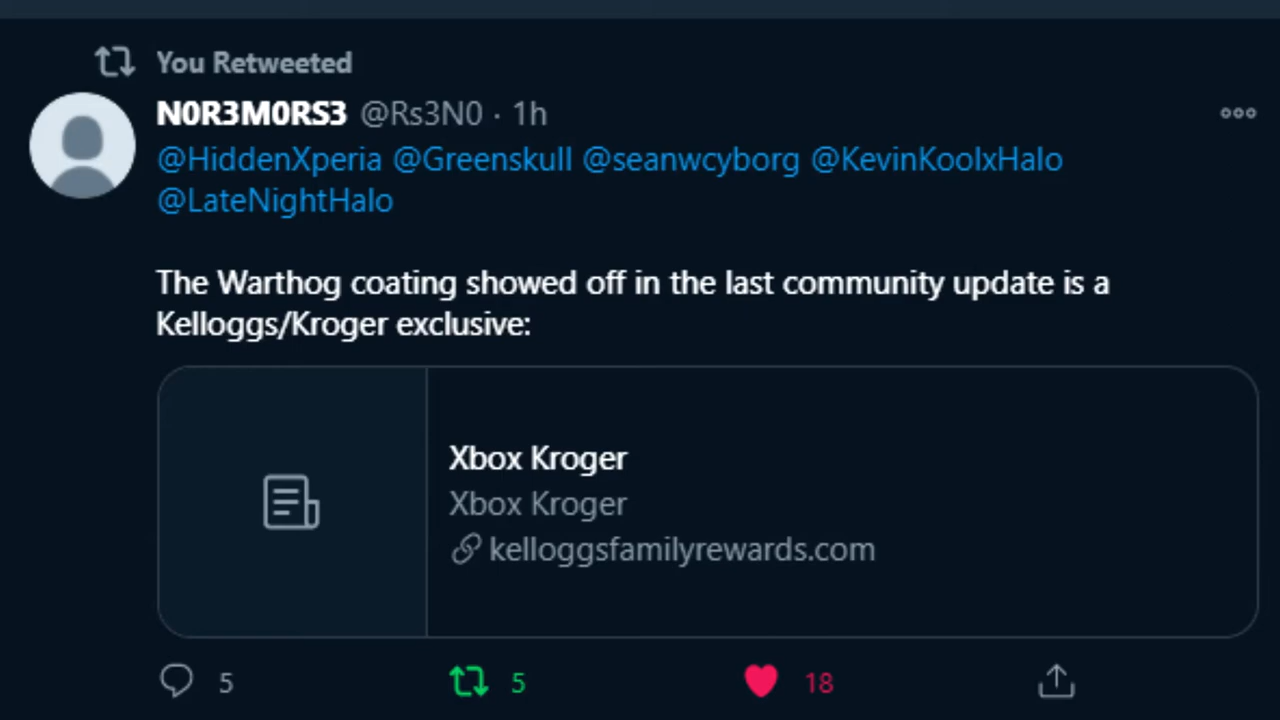 You Retweeted
N0R3M0RS3 @Rs3N0 · 1h
@HiddenXperia @Greenskull @seanwcyborg @KevinKoolxHalo
@LateNightHalo
The Warthog coating showed off in the last community update is a
Kelloggs/Kroger exclusive:
Xbox Kroger
Xbox Kroger
kelloggsfamilyrewards.com
5 5 18